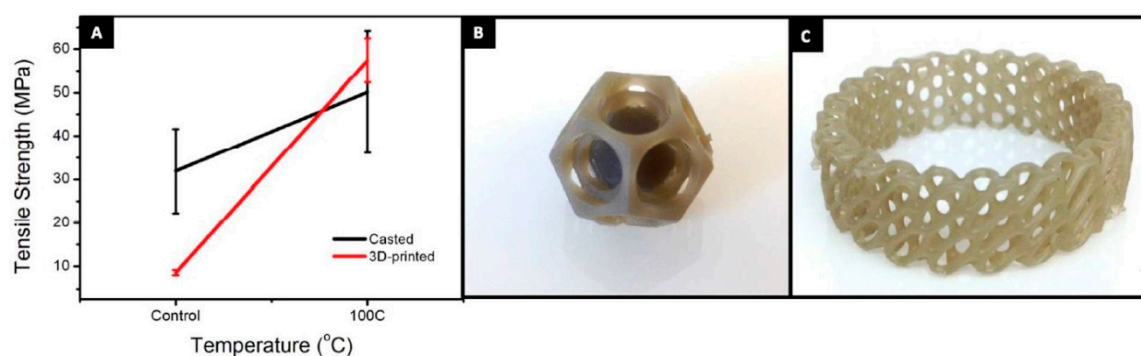 A
Tensile Strength (MPa)
60
50
40
30
20
10
Casted
3D-printed
Control
100C
Temperature (°C)
B
C